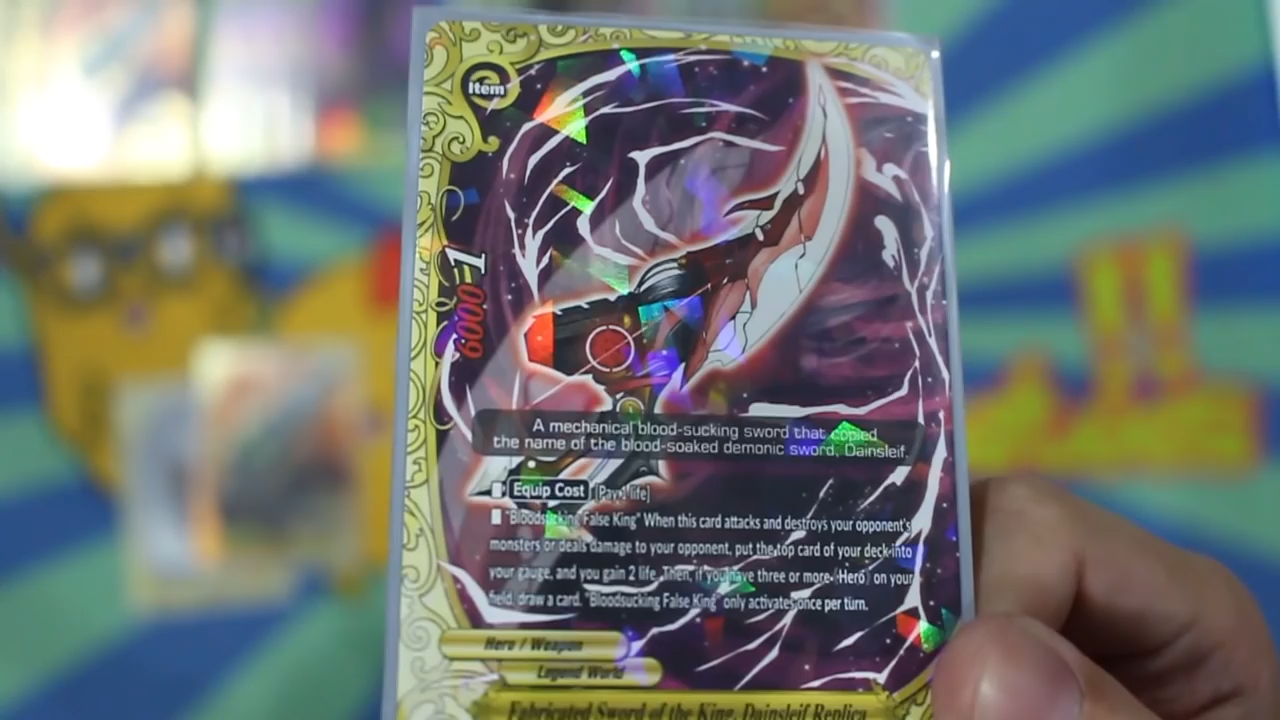 Item
6000 1
A mechanical blood-sucking sword that copied
the name of the blood-soaked demonic sword, Dainsleif.
Equip Cost [Pay 1 life]
"Bloodsucking False King" When this card attacks and destroys your opponent's
monsters or deals damage to your opponent, put the top card of your deck into
your gauge, and you gain 2 life. Then, if you have three or more (Hero) on your
field, draw a card. "Bloodsucking False King" only activates once per turn.
Hero / Weapon
Legend World
Fabricated Sword of the King, Dainsleif Replica